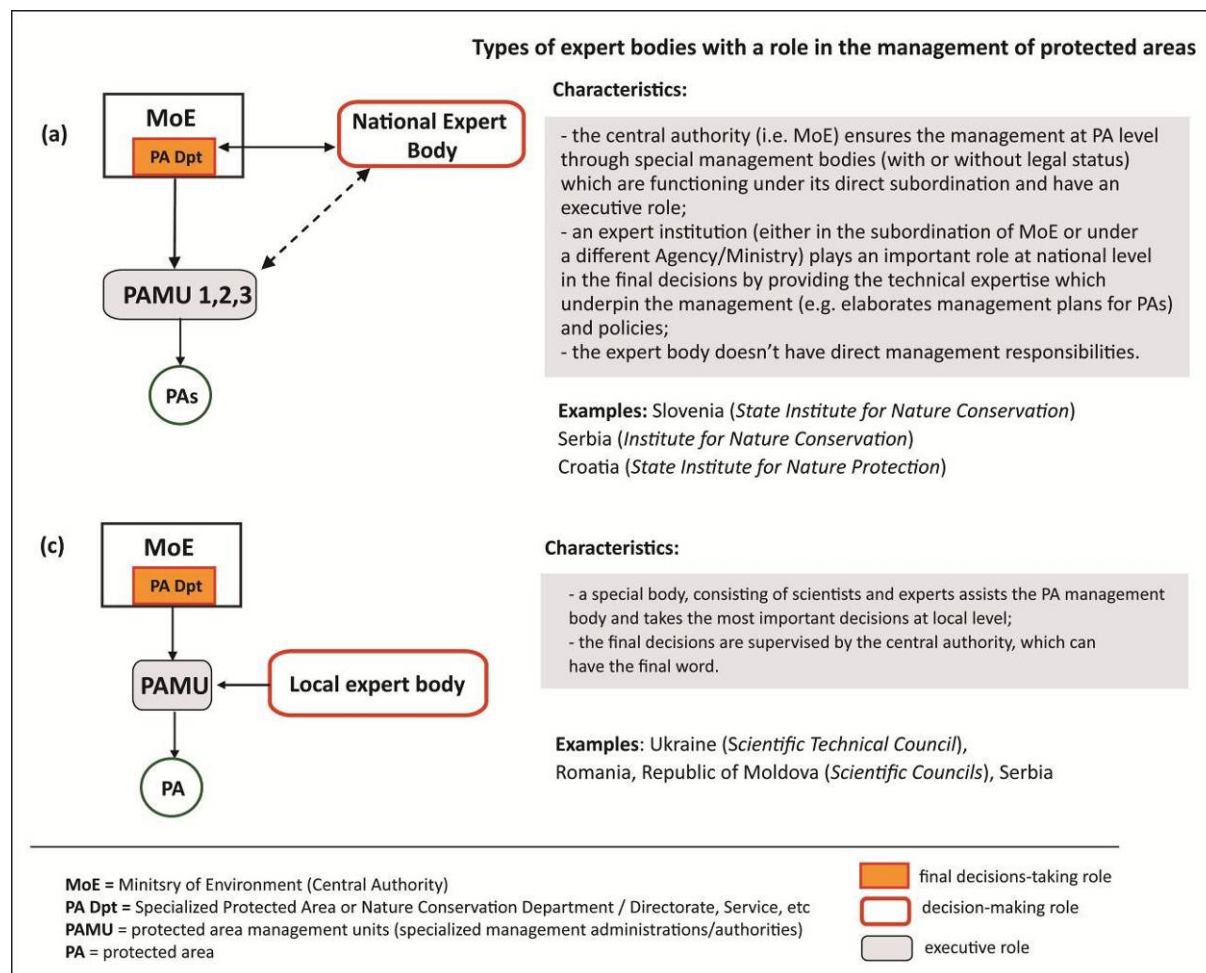 Types of expert bodies with a role in the management of protected areas
(a)
MoE
PA Dpt
National Expert
Body
PAMU 1,2,3
PAs
Characteristics:
- the central authority (i.e. MoE) ensures the management at PA level
through special management bodies (with or without legal status)
which are functioning under its direct subordination and have an
executive role;
- an expert institution (either in the subordination of MoE or under
a different Agency/Ministry) plays an important role at national level
in the final decisions by providing the technical expertise which
underpin the management (e.g. elaborates management plans for PAs)
and policies;
- the expert body doesn't have direct management responsibilities.
Examples: Slovenia (State Institute for Nature Conservation)
Serbia (Institute for Nature Conservation)
Croatia (State Institute for Nature Protection)
(c)
MoE
PA Dpt
PAMU
Local expert body
PA
Characteristics:
- a special body, consisting of scientists and experts assists the PA management
body and takes the most important decisions at local level;
- the final decisions are supervised by the central authority, which can
have the final word.
Examples: Ukraine (Scientific Technical Council),
Romania, Republic of Moldova (Scientific Councils), Serbia
MoE = Minitsry of Environment (Central Authority)
PA Dpt = Specialized Protected Area or Nature Conservation Department / Directorate, Service, etc
PAMU = protected area management units (specialized management administrations/authorities)
PA = protected area
final decisions-taking role
decision-making role
executive role